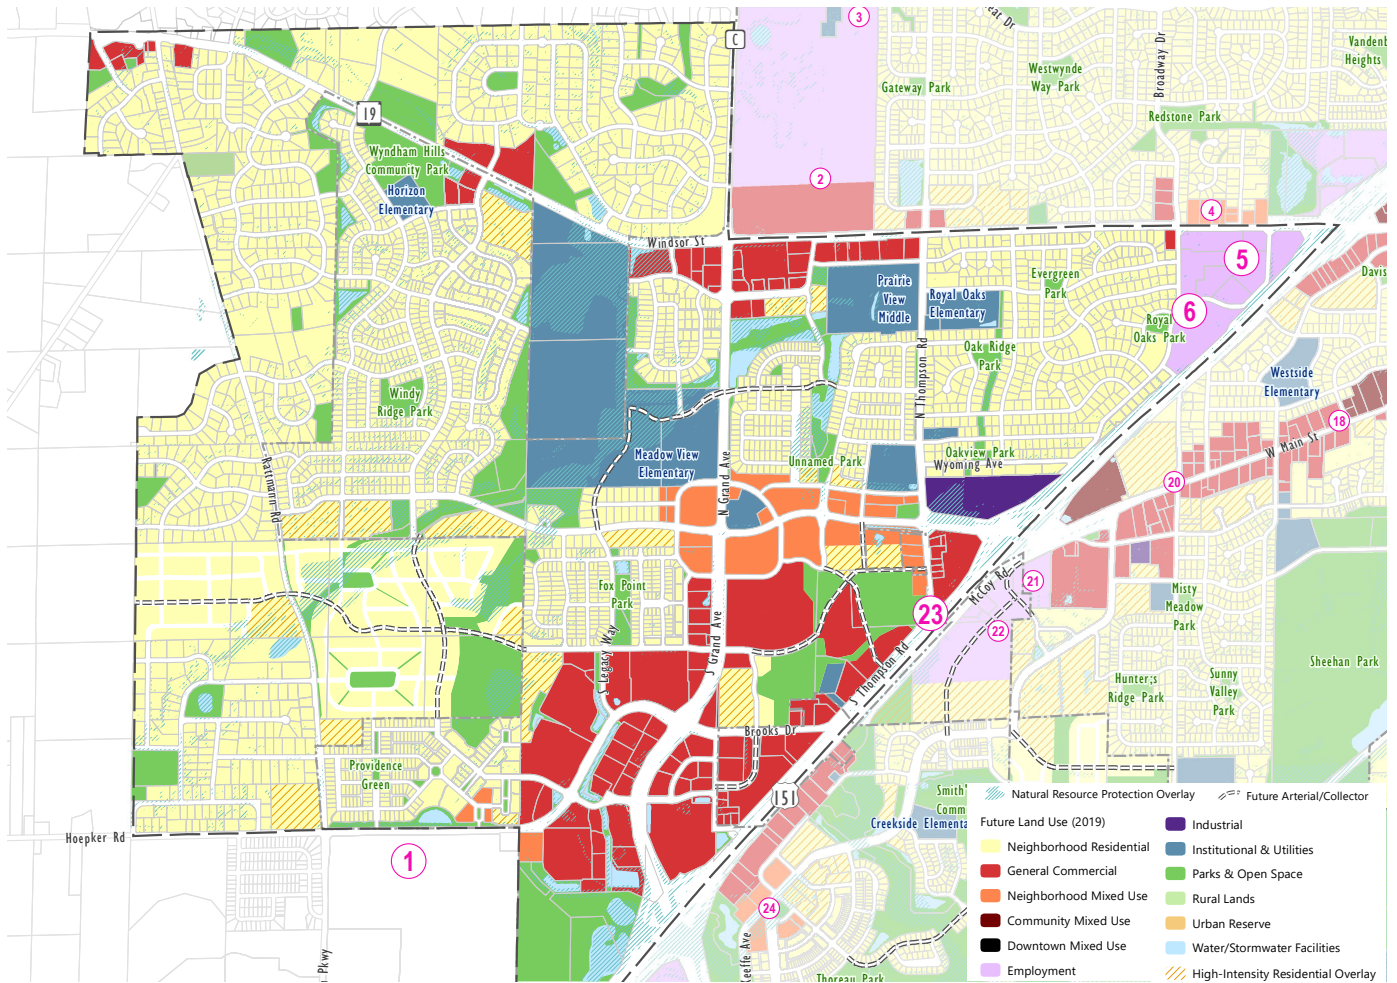 3
ear Dr
C
Broadway Dr
Vandenb
Heights
Westwynde
Way Park
Gateway Park
19
Redstone Park
Wyndham Hills
Community Park
2
Horizon
Elementary
4
Windsor St
5
Davis
Prairie
View
Middle
Evergreen
Park
Royal Oaks
Elementary
6
Royal
Oaks Park
Oak Ridge
Park
N Thompson Rd
Westside
Elementary
Windy
Ridge Park
18
W Main St
Rattmann Rd
Meadow View
Elementary
N Grand Ave
Unnamed Park
Oakview Park
Wyoming Ave
20
Fox Point
Park
McCoy Rd
21
Misty
Meadow
Park
23
22
S Legacy Way
S Grand Ave
S Thompson Rd
Sheehan Park
Hunter;s
Ridge Park
Sunny
Valley
Park
Brooks Dr
Providence
Green
151
Smith'
Comm
Creekside Elementa
Hoepker Rd
1
24
Pkwy
eeffe Ave
Thoreau Park
Natural Resource Protection Overlay
Future Arterial/Collector
Future Land Use (2019)
Neighborhood Residential
General Commercial
Neighborhood Mixed Use
Community Mixed Use
Downtown Mixed Use
Employment
Industrial
Institutional & Utilities
Parks & Open Space
Rural Lands
Urban Reserve
Water/Stormwater Facilities
High-Intensity Residential Overlay